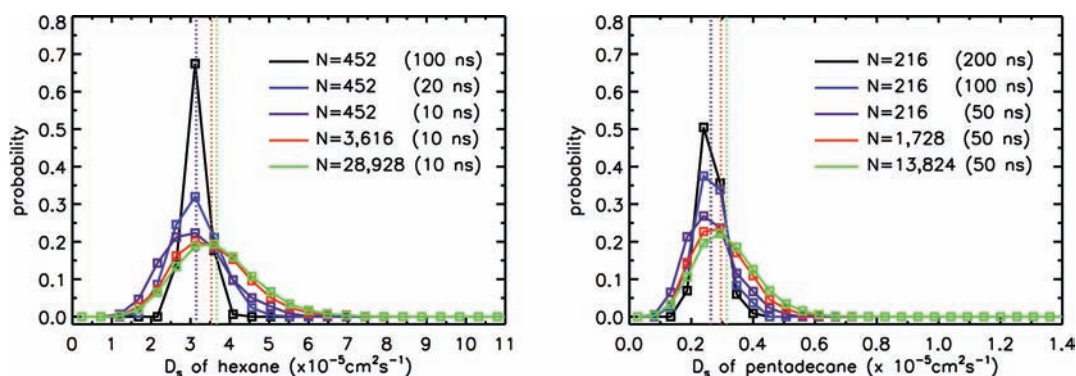 0.8
0.7
0.6
0.5
0.4
0.3
0.2
0.1
0.0
probability
N=452 (100 ns)
N=452 (20 ns)
N=452 (10 ns)
N=3,616 (10 ns)
N=28,928 (10 ns)
0 1 2 3 4 5 6 7 8 9 10 11
Ds of hexane (x10-5cm2s-1)
0.8
0.7
0.6
0.5
0.4
0.3
0.2
0.1
0.0
probability
N=216 (200 ns)
N=216 (100 ns)
N=216 (50 ns)
N=1,728 (50 ns)
N=13,824 (50 ns)
0.0 0.2 0.4 0.6 0.8 1.0 1.2 1.4
Ds of pentadecane (x 10-5cm2s-1)